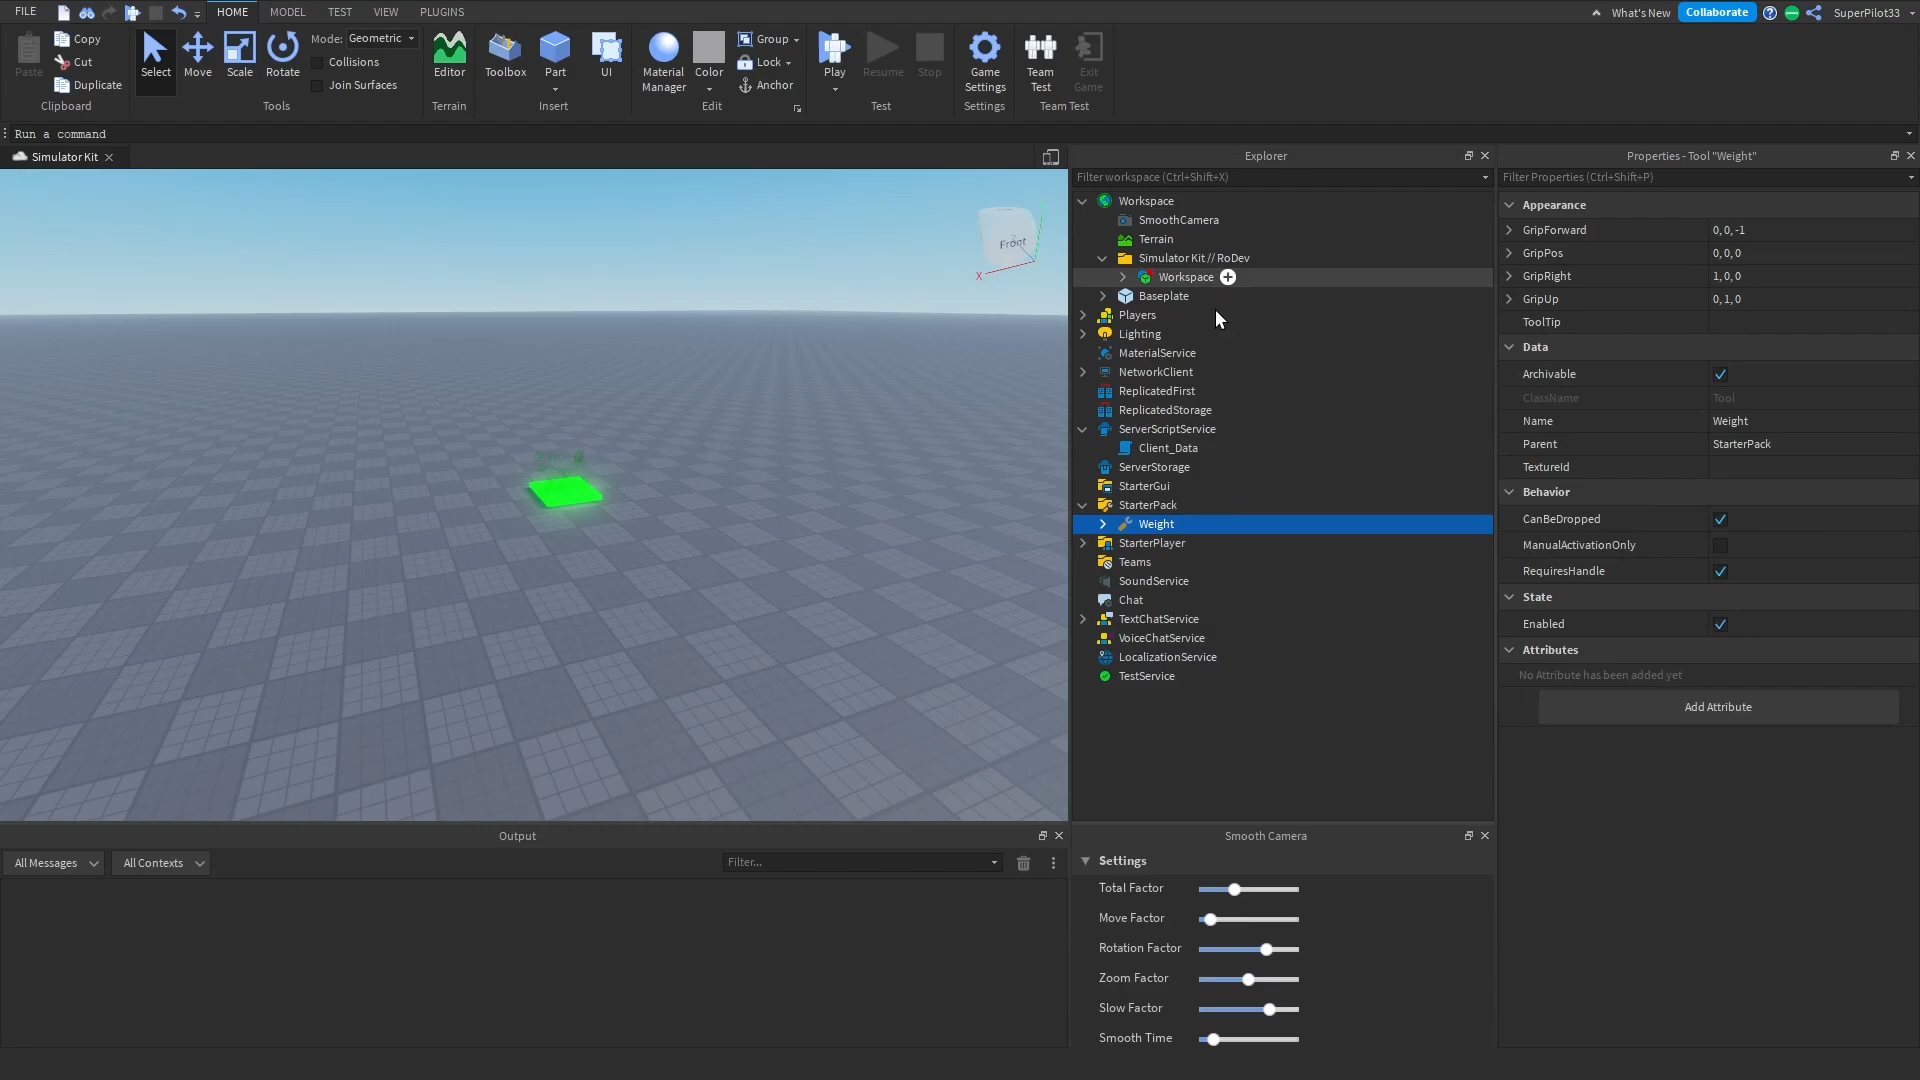 FILE
HOME
MODEL
TEST
VIEW
PLUGINS
What's New
Collaborate
SuperPilot33
Paste
Copy
Cut
Duplicate
Clipboard
Select
Move
Scale
Rotate
Mode: Geometric
Collisions
Join Surfaces
Tools
Editor
Terrain
Toolbox
Part
UI
Insert
Material
Manager
Color
Group
Lock
Anchor
Edit
Play
Resume
Stop
Test
Game
Settings
Settings
Team
Test
Exit
Game
Team Test
Run a command
Simulator Kit
Front
X
Explorer
Filter workspace (Ctrl+Shift+X)
Workspace
SmoothCamera
Terrain
Simulator Kit // RoDev
Workspace
Baseplate
Players
Lighting
MaterialService
NetworkClient
ReplicatedFirst
ReplicatedStorage
ServerScriptService
Client_Data
ServerStorage
StarterGui
StarterPack
Weight
StarterPlayer
Teams
SoundService
Chat
TextChatService
VoiceChatService
LocalizationService
TestService
Properties - Tool "Weight"
Filter Properties (Ctrl+Shift+P)
Appearance
GripForward 0, 0, -1
GripPos 0, 0, 0
GripRight 1, 0, 0
GripUp 0, 1, 0
ToolTip
Data
Archivable
ClassName Tool
Name Weight
Parent StarterPack
TextureId
Behavior
CanBeDropped
ManualActivationOnly
RequiresHandle
State
Enabled
Attributes
No Attribute has been added yet
Add Attribute
Output
All Messages
All Contexts
Filter...
Smooth Camera
Settings
Total Factor
Move Factor
Rotation Factor
Zoom Factor
Slow Factor
Smooth Time